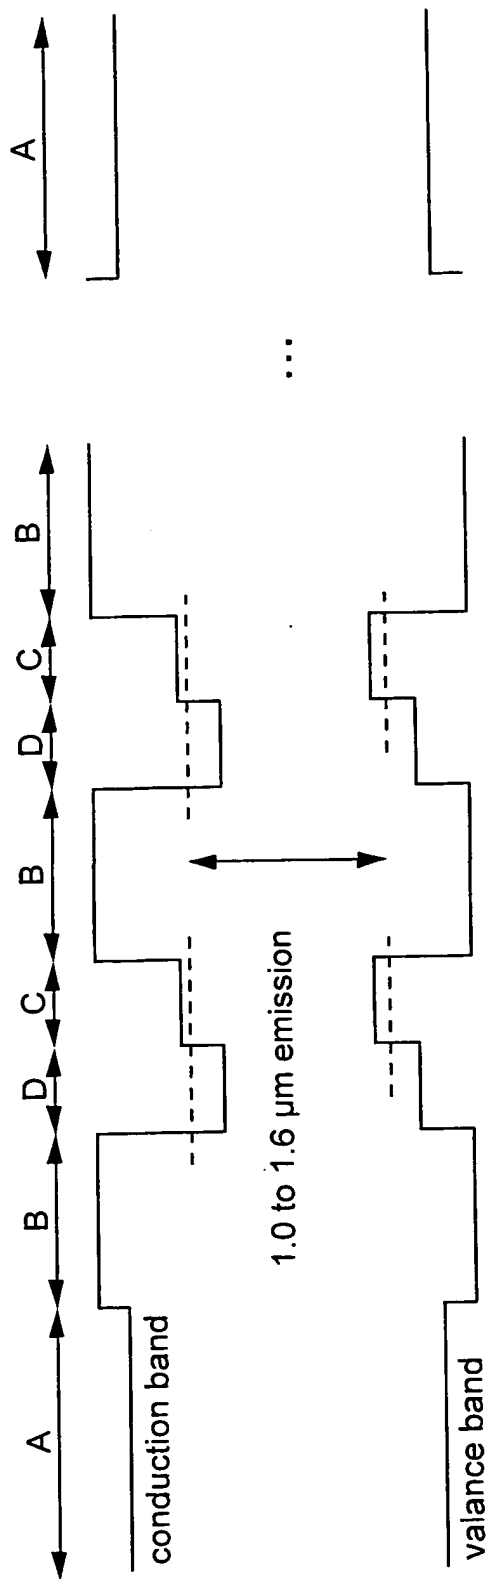 A B D C B D C B A
conduction band
1.0 to 1.6 µm emission
...
valance band